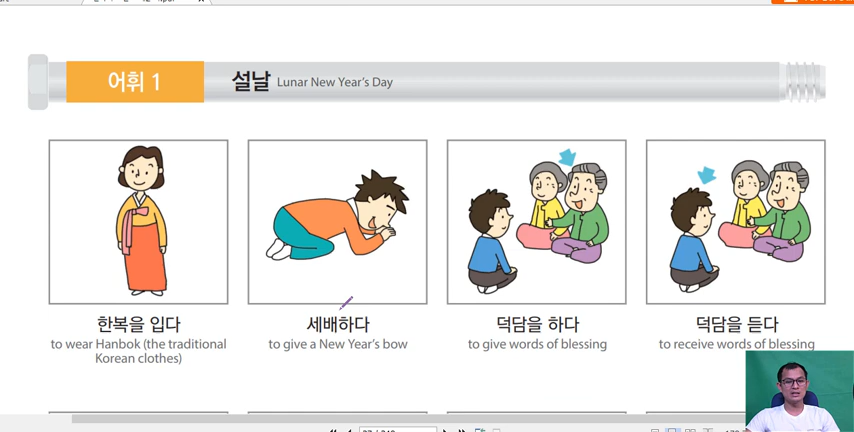 어휘 1
설날 Lunar New Year's Day
한복을 입다
to wear Hanbok (the traditional
Korean clothes)
세배하다
to give a New Year's bow
덕담을 하다
to give words of blessing
덕담을 듣다
to receive words of blessing